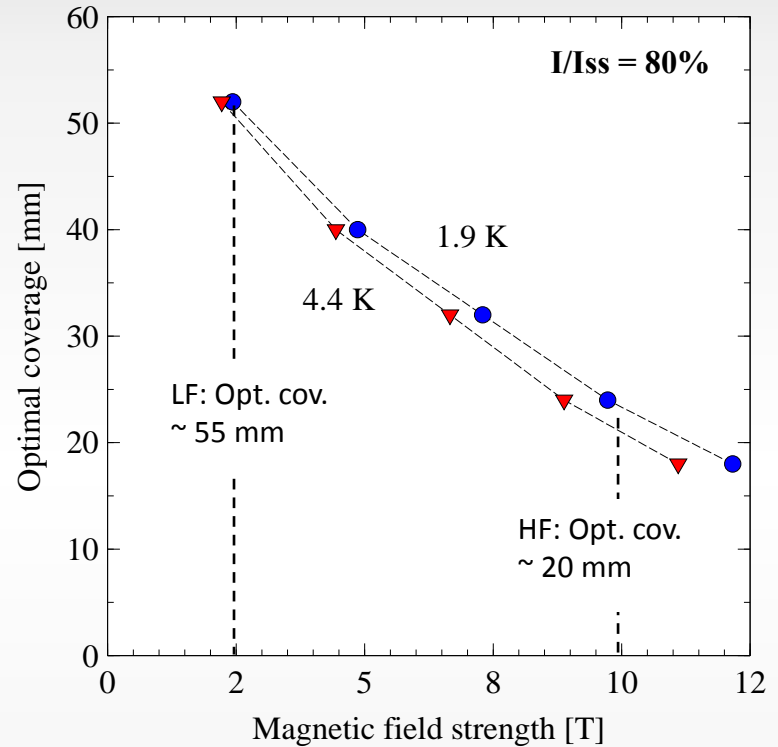 60
I/Iss = 80%
50
40
1.9 K
30
4.4 K
LF: Opt. cov.
~ 55 mm
20
HF: Opt. cov.
~ 20 mm
10
0
0 2 5 8 10 12
Optimal coverage [mm]
Magnetic field strength [T]